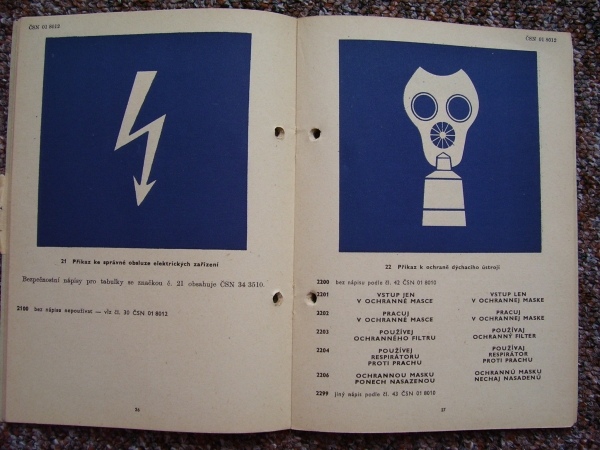 ČSN 01 8012
21 Příkaz ke správné obsluze elektrických zařízení
Bezpečnostní nápisy pro tabulky se značkou č. 21 obsahuje ČSN 34 3510.
2100 bez nápisu nepoužívat — viz čl. 30 ČSN 01 8012
36
ČSN 01 8012
22 Příkaz k ochraně dýchacího ústrojí
2200 bez nápisu podle čl. 42 ČSN 01 8010
2201 VSTUP JEN VSTUP LEN
V OCHRANNÉ MASCE V OCHRANNEJ MASKE
2202 PRACUJ PRACUJ
V OCHRANNÉ MASCE V OCHRANNEJ MASKE
2203 POUŽÍVEJ POUŽÍVAJ
OCHRANNÉHO FILTRU OCHRANNÝ FILTER
2204 POUŽÍVEJ POUŽÍVAJ
RESPIRÁTORU RESPIRÁTOR
PROTI PRACHU PROTI PRACHU
2206 OCHRANNOU MASKU OCHRANNÚ MASKU
PONECH NASAZENOU NECHAJ NASADENÚ
2299 jiný nápis podle čl. 43 ČSN 01 8010
37